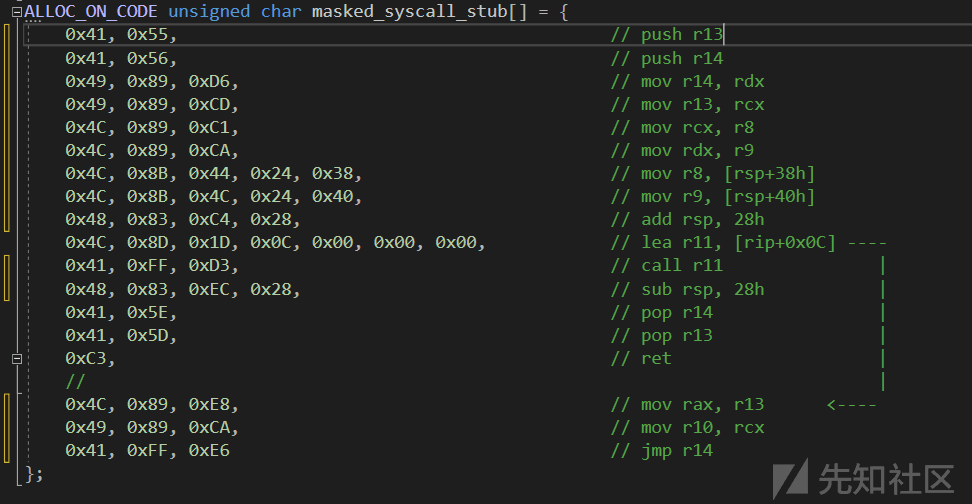 ALLOC_ON_CODE unsigned char masked_syscall_stub[] = {
0x41, 0x55, // push r13
0x41, 0x56, // push r14
0x49, 0x89, 0xD6, // mov r14, rdx
0x49, 0x89, 0xCD, // mov r13, rcx
0x4C, 0x89, 0xC1, // mov rcx, r8
0x4C, 0x89, 0xCA, // mov rdx, r9
0x4C, 0x8B, 0x44, 0x24, 0x38, // mov r8, [rsp+38h]
0x4C, 0x8B, 0x4C, 0x24, 0x40, // mov r9, [rsp+40h]
0x48, 0x83, 0xC4, 0x28, // add rsp, 28h
0x4C, 0x8D, 0x1D, 0x0C, 0x00, 0x00, 0x00, // lea r11, [rip+0x0C] ----
0x41, 0xFF, 0xD3, // call r11 |
0x48, 0x83, 0xEC, 0x28, // sub rsp, 28h |
0x41, 0x5E, // pop r14 |
0x41, 0x5D, // pop r13 |
0xC3, // ret |
// |
0x4C, 0x89, 0xE8, // mov rax, r13 <----
0x49, 0x89, 0xCA, // mov r10, rcx
0x41, 0xFF, 0xE6 // jmp r14
};
先知社区